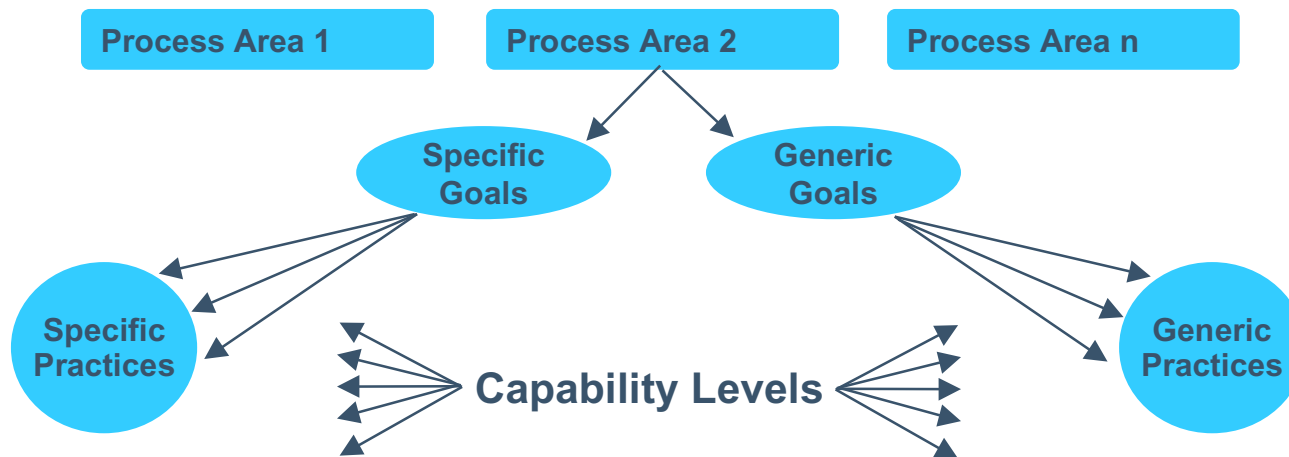 Process Area 1
Process Area 2
Process Area n
Specific
Goals
Generic
Goals
Specific
Practices
Capability Levels
Generic
Practices